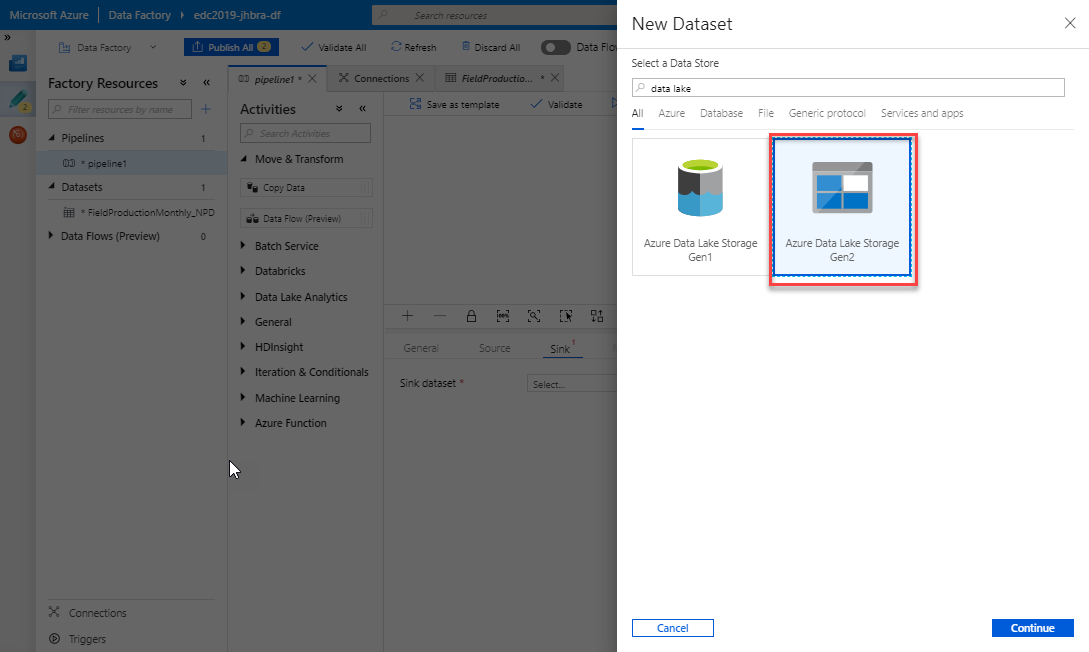 Microsoft Azure
Data Factory
edc2019-jhbra-df
Search resources
Data Factory
Publish All 2
Validate All
Refresh
Discard All
Data Flow
Factory Resources
Filter resources by name
Pipelines 1
* pipeline1
Datasets 1
* FieldProductionMonthly_NPD
Data Flows (Preview) 0
Connections
Triggers
2
pipeline1 *
Connections
FieldProductio... *
Activities
Search Activities
Move & Transform
Copy Data
Data Flow (Preview)
Batch Service
Databricks
Data Lake Analytics
General
HDInsight
Iteration & Conditionals
Machine Learning
Azure Function
Save as template
Validate
General
Source
Sink 1
Sink dataset *
Select...
New Dataset
Select a Data Store
data lake
All
Azure
Database
File
Generic protocol
Services and apps
Azure Data Lake Storage
Gen1
Azure Data Lake Storage
Gen2
Cancel
Continue